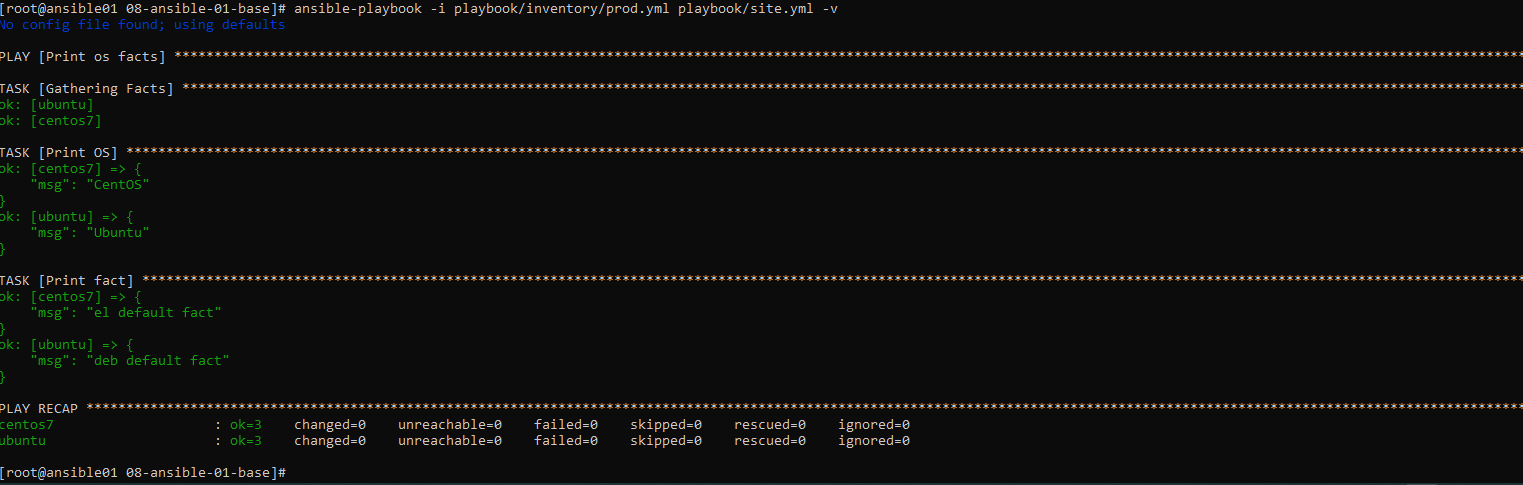 [root@ansible01 08-ansible-01-base]# ansible-playbook -i playbook/inventory/prod.yml playbook/site.yml -v
No config file found; using defaults
PLAY [Print os facts] ****************************************************************************************************************************************************************************
TASK [Gathering Facts] ***************************************************************************************************************************************************************************
ok: [ubuntu]
ok: [centos7]
TASK [Print OS] **********************************************************************************************************************************************************************************
ok: [centos7] => {
    "msg": "CentOS"
}
ok: [ubuntu] => {
    "msg": "Ubuntu"
}
TASK [Print fact] ********************************************************************************************************************************************************************************
ok: [centos7] => {
    "msg": "el default fact"
}
ok: [ubuntu] => {
    "msg": "deb default fact"
}
PLAY RECAP ***************************************************************************************************************************************************************************************
centos7                    : ok=3    changed=0    unreachable=0    failed=0    skipped=0    rescued=0    ignored=0
ubuntu                     : ok=3    changed=0    unreachable=0    failed=0    skipped=0    rescued=0    ignored=0
[root@ansible01 08-ansible-01-base]#